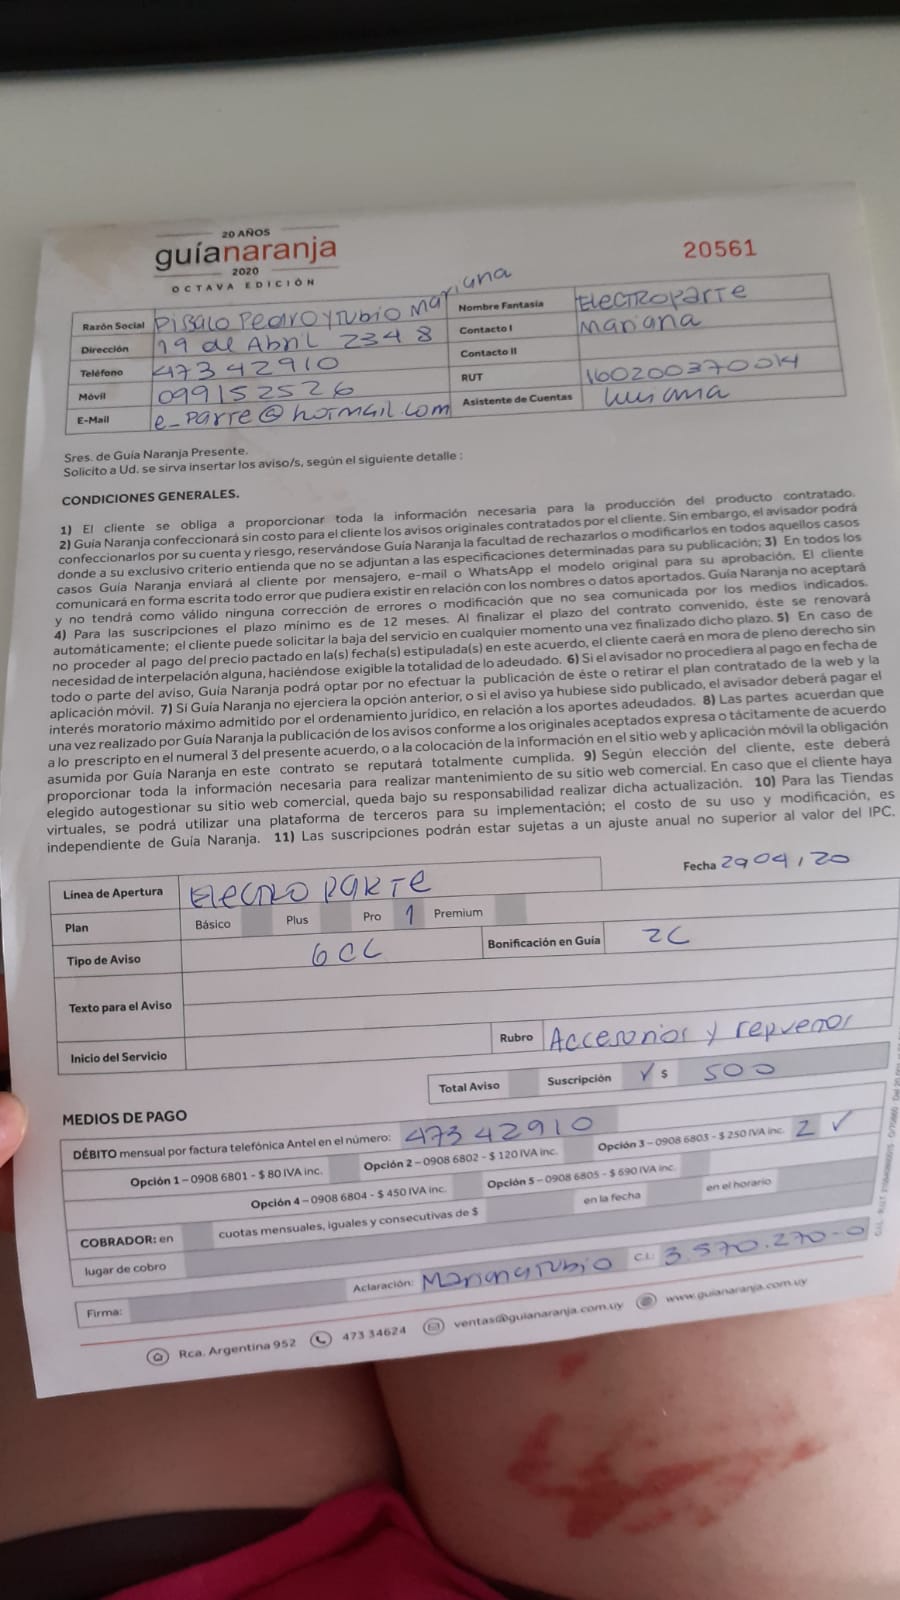 20 AÑOS
guíanaranja
2020
OCTAVA EDICIÓN
20561
Razón Social Pissalo Pedro y Tubio Mariana
Nombre Fantasia ElectroParte
Dirección 19 de Abril 2348
Contacto I Mariana
Teléfono 473 42910
Contacto II
Móvil 099152526
RUT 160200370014
E-Mail e_parte@hotmail.com
Asistente de Cuentas
Sres. de Guía Naranja Presente.
Solicito a Ud. se sirva insertar los aviso/s, según el siguiente detalle :
CONDICIONES GENERALES.
1) El cliente se obliga a proporcionar toda la información necesaria para la producción del producto contratado.
2) Guía Naranja confeccionará sin costo para el cliente los avisos originales contratados por el cliente. Sin embargo, el avisador podrá
confeccionarlos por su cuenta y riesgo, reservándose Guía Naranja la facultad de rechazarlos o modificarlos en todos aquellos casos
donde a su exclusivo criterio entienda que no se adjuntan a las especificaciones determinadas para su publicación; 3) En todos los
casos Guía Naranja enviará al cliente por mensajero, e-mail o WhatsApp el modelo original para su aprobación. El cliente
comunicará en forma escrita todo error que pudiera existir en relación con los nombres o datos aportados. Guía Naranja no aceptará
y no tendrá como válido ninguna corrección de errores o modificación que no sea comunicada por los medios indicados.
4) Para las suscripciones el plazo mínimo es de 12 meses. Al finalizar el plazo del contrato convenido, éste se renovará
automáticamente; el cliente puede solicitar la baja del servicio en cualquier momento una vez finalizado dicho plazo. 5) En caso de
no proceder al pago del precio pactado en la(s) fecha(s) estipulada(s) en este acuerdo, el cliente caerá en mora de pleno derecho sin
necesidad de interpelación alguna, haciéndose exigible la totalidad de lo adeudado. 6) Si el avisador no procediera al pago en fecha de
todo o parte del aviso, Guía Naranja podrá optar por no efectuar la publicación de éste o retirar el plan contratado de la web y la
aplicación móvil. 7) Si Guía Naranja no ejerciera la opción anterior, o si el aviso ya hubiese sido publicado, el avisador deberá pagar el
interés moratorio máximo admitido por el ordenamiento jurídico, en relación a los aportes adeudados. 8) Las partes acuerdan que
una vez realizado por Guía Naranja la publicación de los avisos conforme a los originales aceptados expresa o tácitamente de acuerdo
a lo prescripto en el numeral 3 del presente acuerdo, o a la colocación de la información en el sitio web y aplicación móvil la obligación
asumida por Guía Naranja en este contrato se reputará totalmente cumplida. 9) Según elección del cliente, este deberá
proporcionar toda la información necesaria para realizar mantenimiento de su sitio web comercial. En caso que el cliente haya
elegido autogestionar su sitio web comercial, queda bajo su responsabilidad realizar dicha actualización. 10) Para las Tiendas
virtuales, se podrá utilizar una plataforma de terceros para su implementación; el costo de su uso y modificación, es
independiente de Guía Naranja. 11) Las suscripciones podrán estar sujetas a un ajuste anual no superior al valor del IPC.
Fecha 29 04 / 20
Línea de Apertura Electro Parte
Plan Básico Plus Pro 1 Premium
Tipo de Aviso 6CC Bonificación en Guía 2C
Texto para el Aviso
Inicio del Servicio Rubro Accesorios y repuestos
Total Aviso Suscripción ✓ $ 500
MEDIOS DE PAGO
DÉBITO mensual por factura telefónica Antel en el número: 473 42910
Opción 1 – 0908 6801 - $ 80 IVA inc. Opción 2 – 0908 6802 - $ 120 IVA inc. Opción 3 – 0908 6803 - $ 250 IVA inc. 2 ✓
Opción 4 – 0908 6804 - $ 450 IVA inc. Opción 5 – 0908 6805 - $ 690 IVA inc.
COBRADOR: en cuotas mensuales, iguales y consecutivas de $ en la fecha en el horario
lugar de cobro
Firma: Aclaración: Mariana Tubio C.I.: 3.570.270-0
Rca. Argentina 952 473 34624 ventas@guianaranja.com.uy www.guianaranja.com.uy